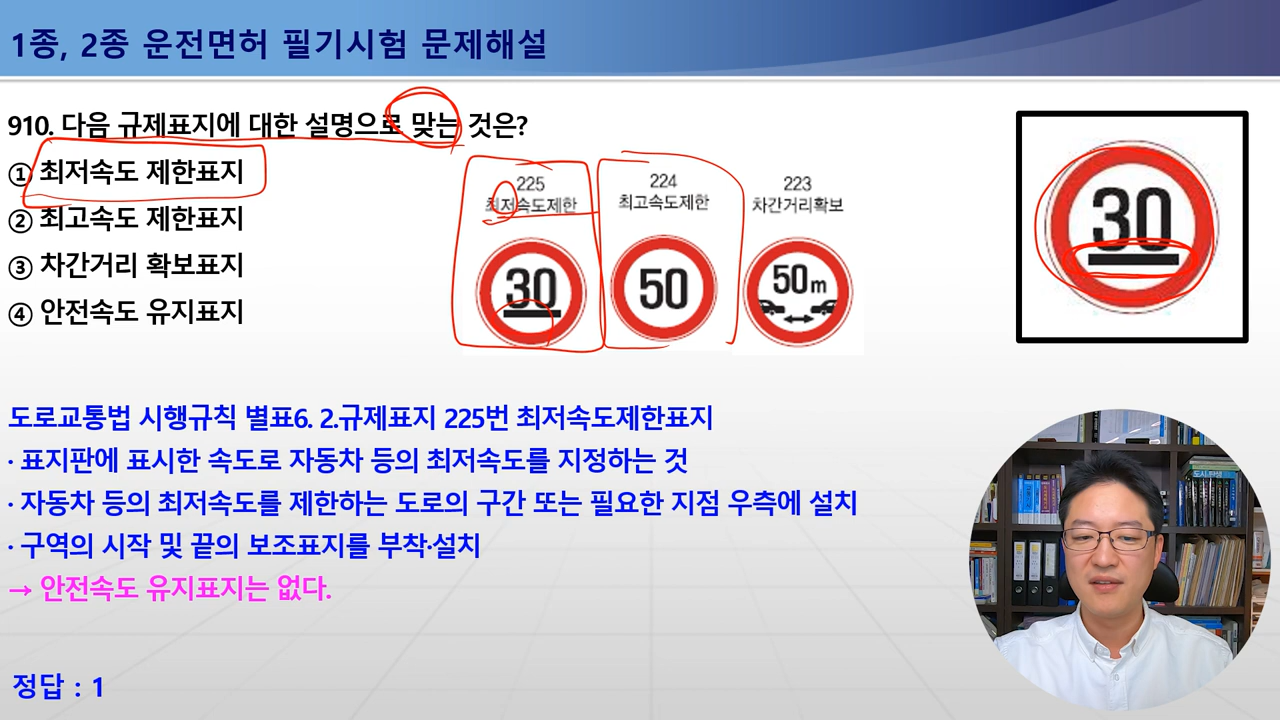 1종, 2종 운전면허 필기시험 문제해설
910. 다음 규제표지에 대한 설명으로 맞는 것은?
① 최저속도 제한표지
② 최고속도 제한표지
③ 차간거리 확보표지
④ 안전속도 유지표지
225
최저속도제한
30
224
최고속도제한
50
223
차간거리확보
50m
30
도로교통법 시행규칙 별표6. 2.규제표지 225번 최저속도제한표지
· 표지판에 표시한 속도로 자동차 등의 최저속도를 지정하는 것
· 자동차 등의 최저속도를 제한하는 도로의 구간 또는 필요한 지점 우측에 설치
· 구역의 시작 및 끝의 보조표지를 부착·설치
→ 안전속도 유지표지는 없다.
정답 : 1